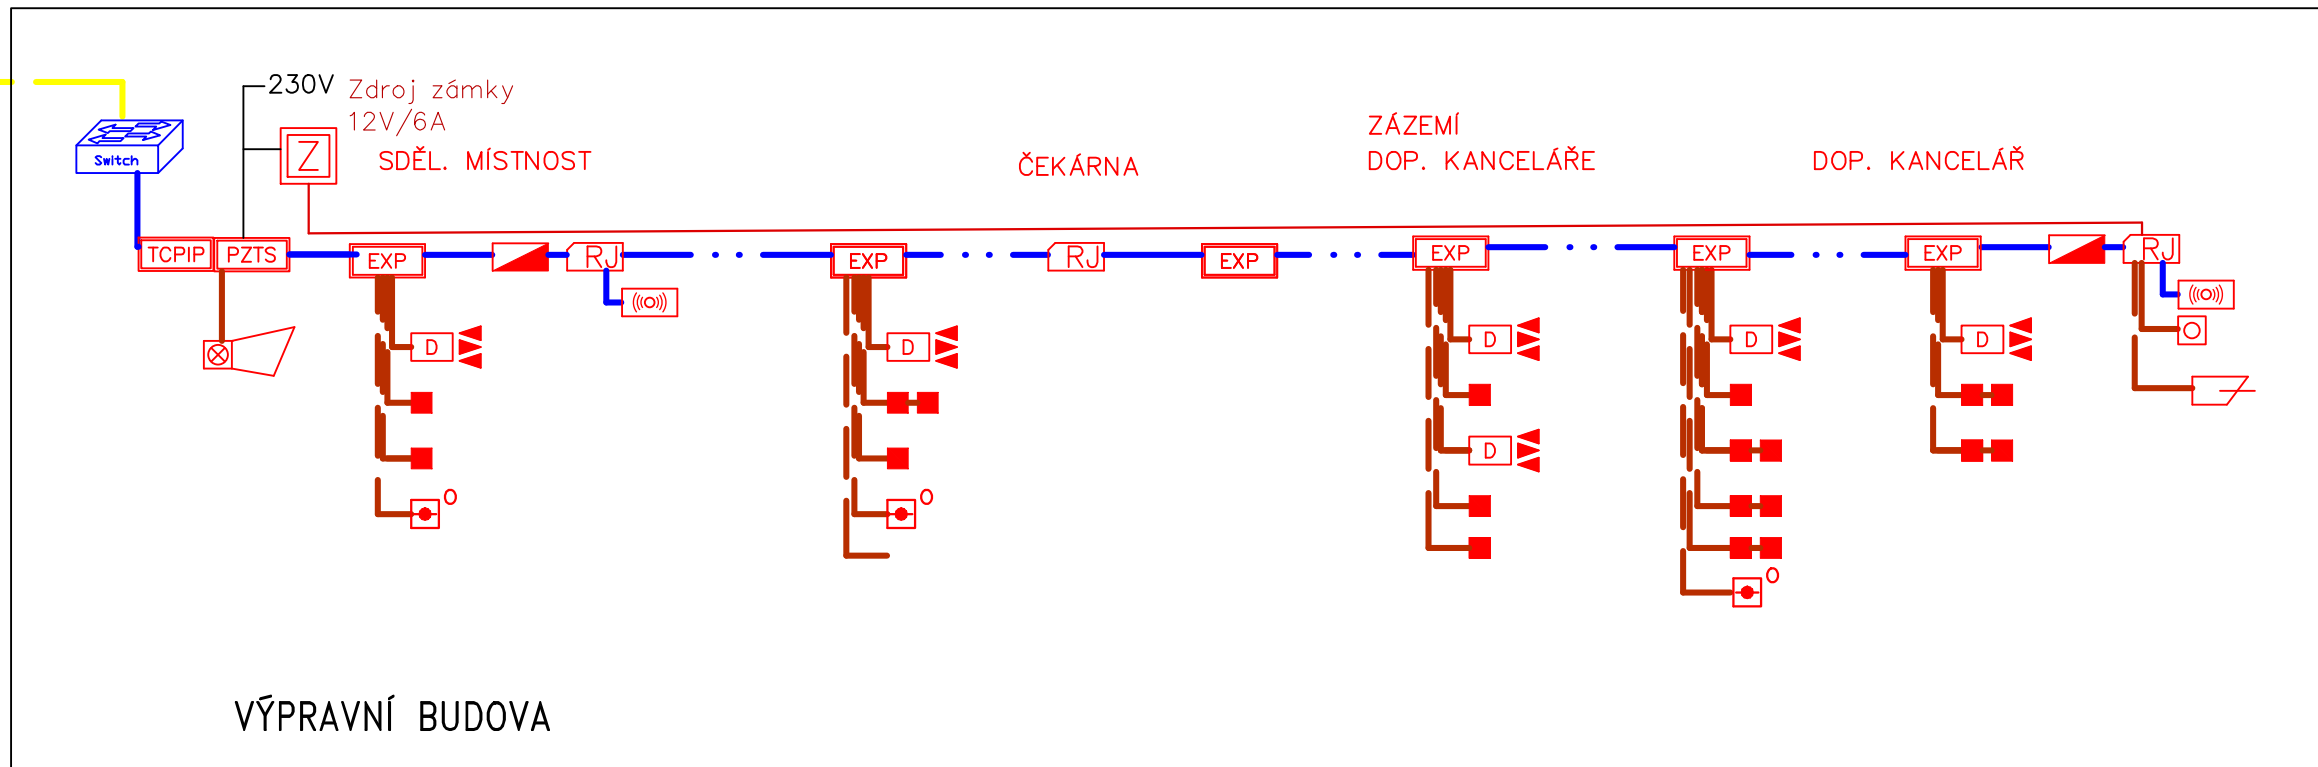 230V
Zdroj zámky
12V/6A
Z
SDĚL. MÍSTNOST
ČEKÁRNA
ZÁZEMÍ
DOP. KANCELÁŘE
DOP. KANCELÁŘ
Switch
TCPIP
PZTS
EXP
RJ
EXP
RJ
EXP
EXP
EXP
EXP
RJ
D
D
D
D
D
D
O
O
O
VÝPRAVNÍ BUDOVA